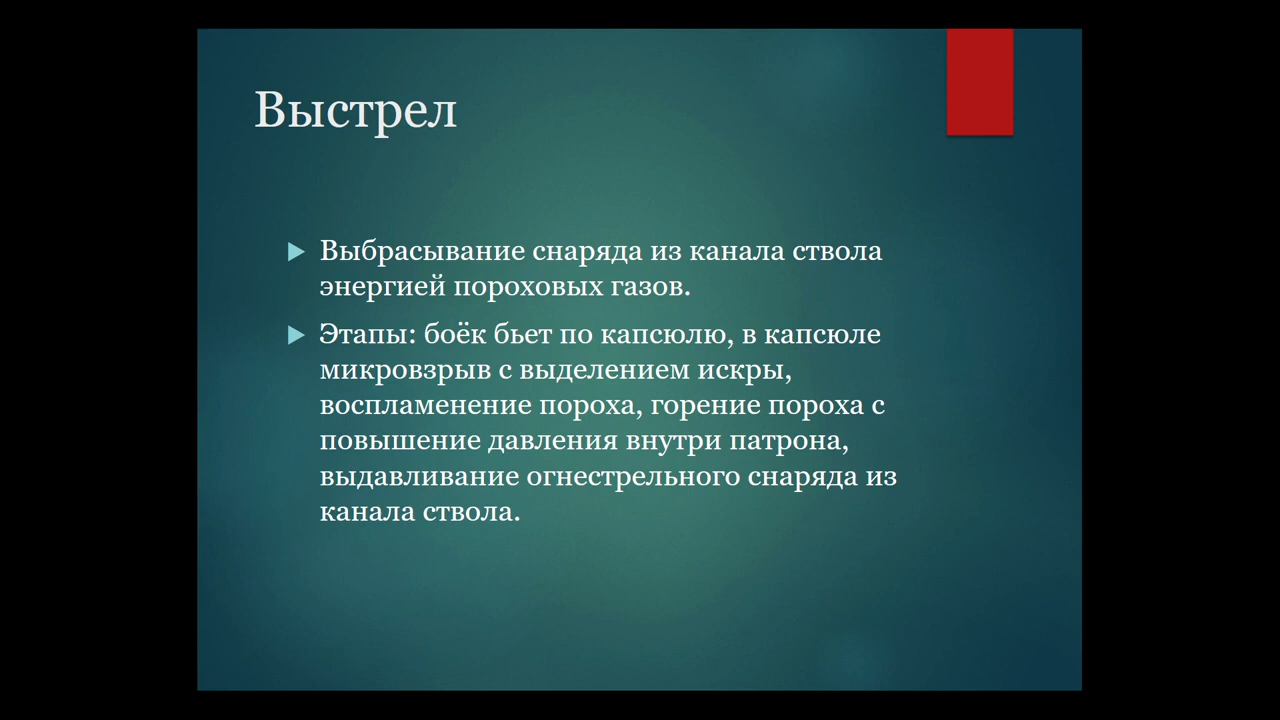 Выстрел
Выбрасывание снаряда из канала ствола
энергией пороховых газов.
Этапы: боёк бьет по капсюлю, в капсюле
микровзрыв с выделением искры,
воспламенение пороха, горение пороха с
повышение давления внутри патрона,
выдавливание огнестрельного снаряда из
канала ствола.